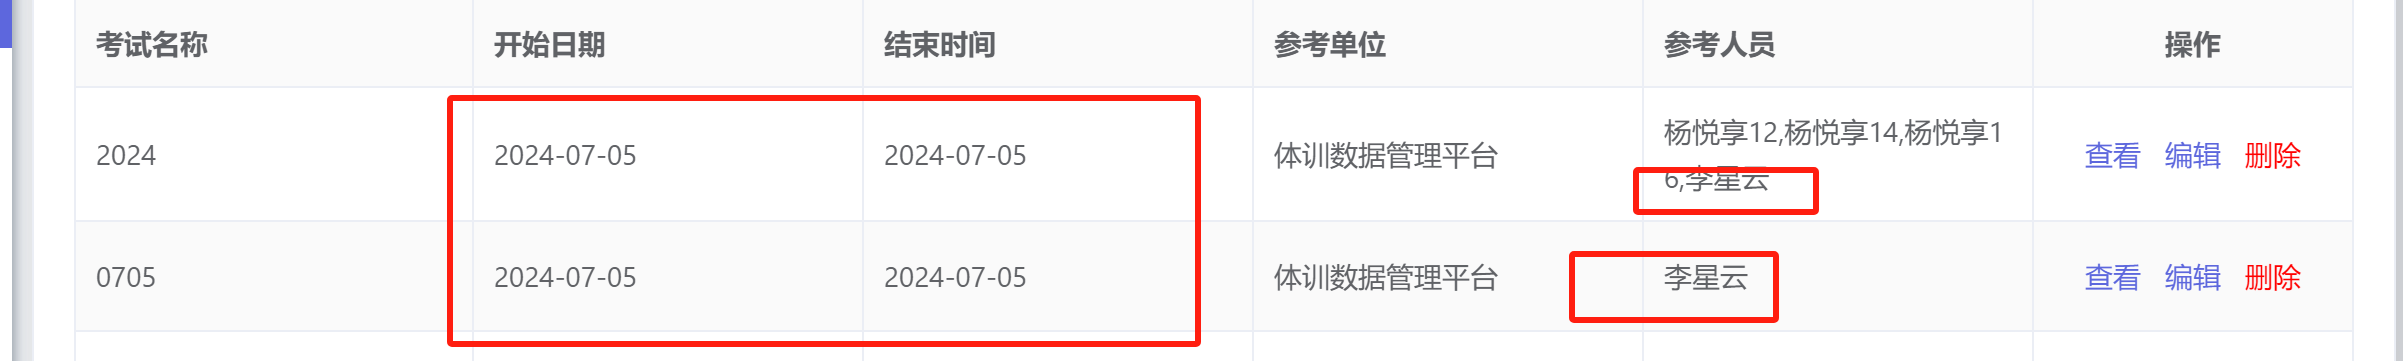 考试名称 开始日期 结束时间 参考单位 参考人员 操作
2024 2024-07-05 2024-07-05 体训数据管理平台 杨悦享12,杨悦享14,杨悦享1
6,李星云 查看 编辑 删除
0705 2024-07-05 2024-07-05 体训数据管理平台 李星云 查看 编辑 删除